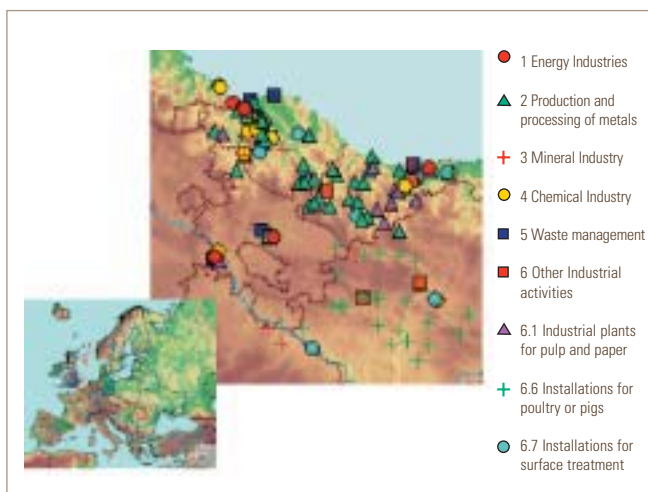 1 Energy Industries
2 Production and
processing of metals
3 Mineral Industry
4 Chemical Industry
5 Waste management
6 Other Industrial
activities
6.1 Industrial plants
for pulp and paper
6.6 Installations for
poultry or pigs
6.7 Installations for
surface treatment